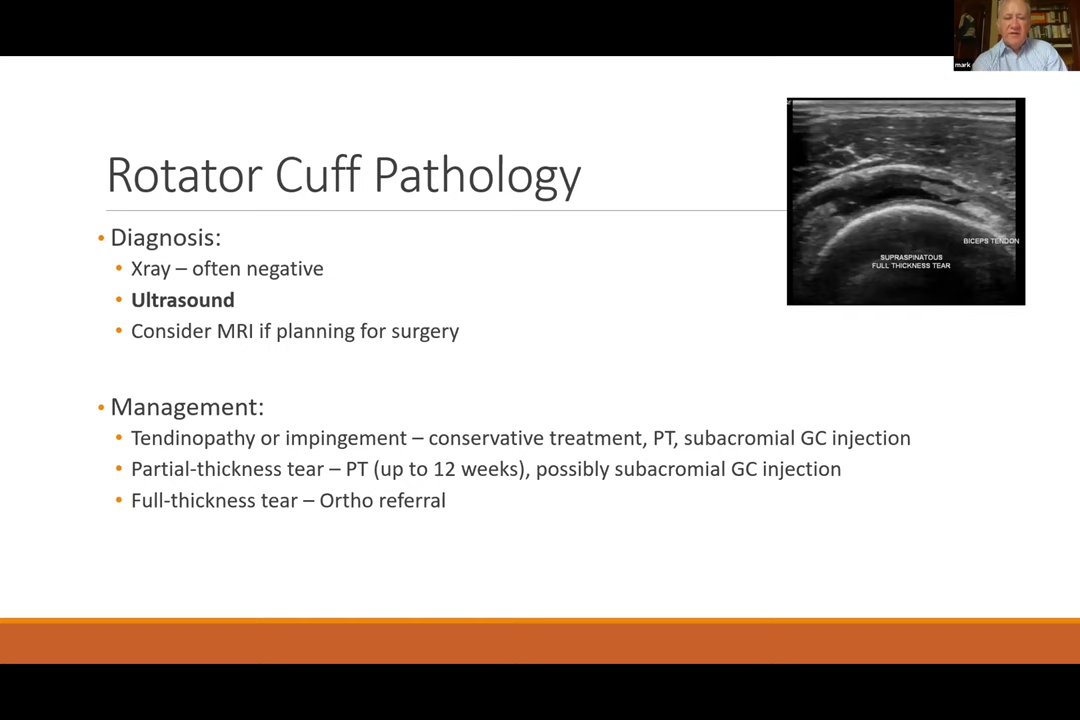 mark
Rotator Cuff Pathology
• Diagnosis:
• Xray – often negative
• Ultrasound
• Consider MRI if planning for surgery
BICEPS TENDON
SUPRASPINATOUS
FULL THICKNESS TEAR
• Management:
• Tendinopathy or impingement – conservative treatment, PT, subacromial GC injection
• Partial-thickness tear – PT (up to 12 weeks), possibly subacromial GC injection
• Full-thickness tear – Ortho referral